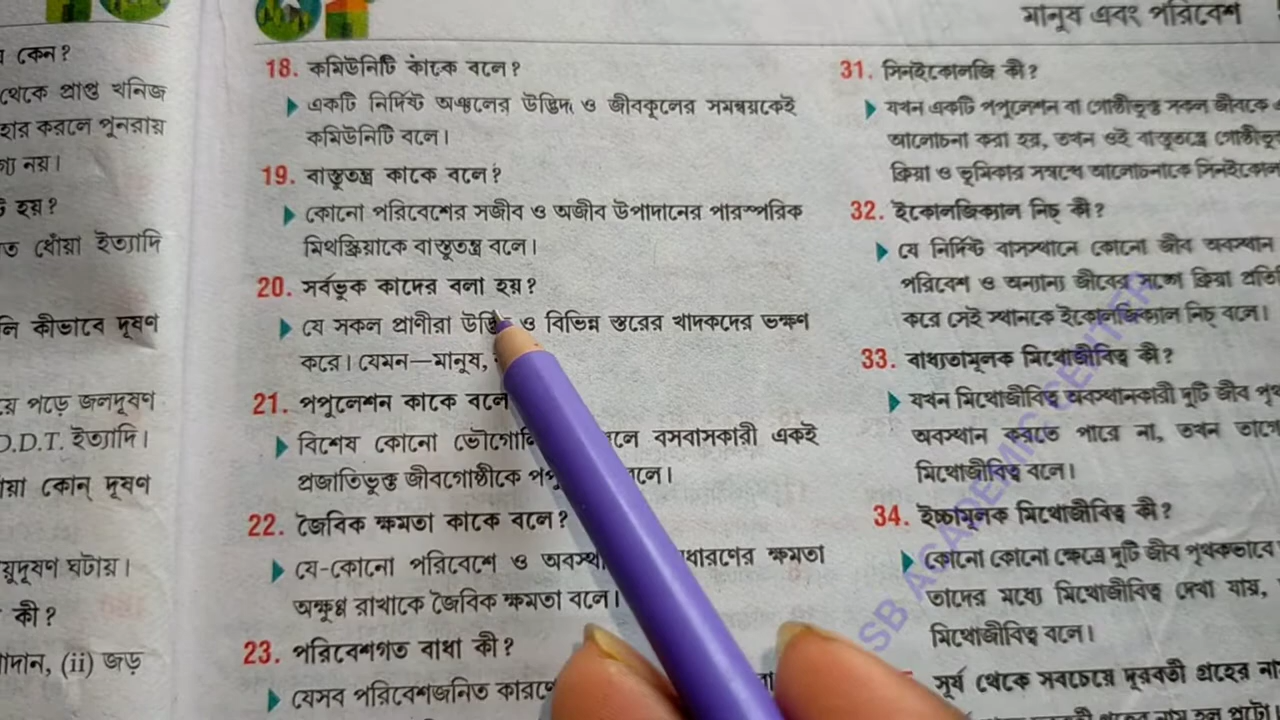 মানুষ এবং পরিবেশ
কেন?
থেকে প্রাপ্ত খনিজ
হার করলে পুনরায়
নয়।
হয়?
ধোঁয়া ইত্যাদি
কীভাবে দূষণ
পড়ে জলদূষণ
D.D.T. ইত্যাদি।
কোন্ দূষণ
য়ুদূষণ ঘটায়।
কী?
(ii) জড়
18. কমিউনিটি কাকে বলে?
একটি নির্দিষ্ট অঞ্চলের উদ্ভিদ ও জীবকূলের সমন্বয়কেই
কমিউনিটি বলে।
19. বাস্তুতন্ত্র কাকে বলে?
কোনো পরিবেশের সজীব ও অজীব উপাদানের পারস্পরিক
মিথস্ক্রিয়াকে বাস্তুতন্ত্র বলে।
20. সর্বভূক কাদের বলা হয়?
যে সকল প্রাণীরা ও বিভিন্ন স্তরের খাদকদের ভক্ষণ
করে। যেমন—মানুষ,
21. পপুলেশন কাকে বলে
বিশেষ কোনো বসবাসকারী একই
প্রজাতিভুক্ত জীবগোষ্ঠীকে
22. জৈবিক ক্ষমতা কাকে বলে?
যে-কোনো পরিবেশে ও ক্ষমতা
অক্ষুণ্ণ রাখাকে জৈবিক ক্ষমতা বলে।
23. পরিবেশগত বাধা কী?
যেসব পরিবেশজনিত কারণে
31. সিনইকোলজি কী?
যখন একটি পপুলেশন বা গোষ্ঠীভুক্ত সকল জীবকে
আলোচনা করা হয়, তখন ওই বাস্তুতন্ত্রে
ক্রিয়া ও ভূমিকার সম্বন্ধে আলোচনাকে
32. ইকোলজিক্যাল নিচ্ কী?
যে নির্দিষ্ট বাসস্থানে কোনো জীব অবস্থান
পরিবেশ ও অন্যান্য জীবের সঙ্গে ক্রিয়া
করে সেই স্থানকে ইকোলজিক্যাল নিচ্ বলে।
33. বাধ্যতামূলক মিথোজীবিত্ব কী?
যখন মিথোজীবিত্ব অবস্থানকারী দুটি জীব
অবস্থান করতে পারে না, তখন
মিথোজীবিত্ব বলে।
34. ইচ্ছামূলক মিথোজীবিত্ব কী?
কোনো কোনো ক্ষেত্রে দুটি জীব পৃথকভাবে
তাদের মধ্যে মিথোজীবিত্ব দেখা যায়,
মিথোজীবিত্ব বলে।
সূর্য থেকে সবচেয়ে দূরবর্তী গ্রহের
SB ACADEMIC CENTER